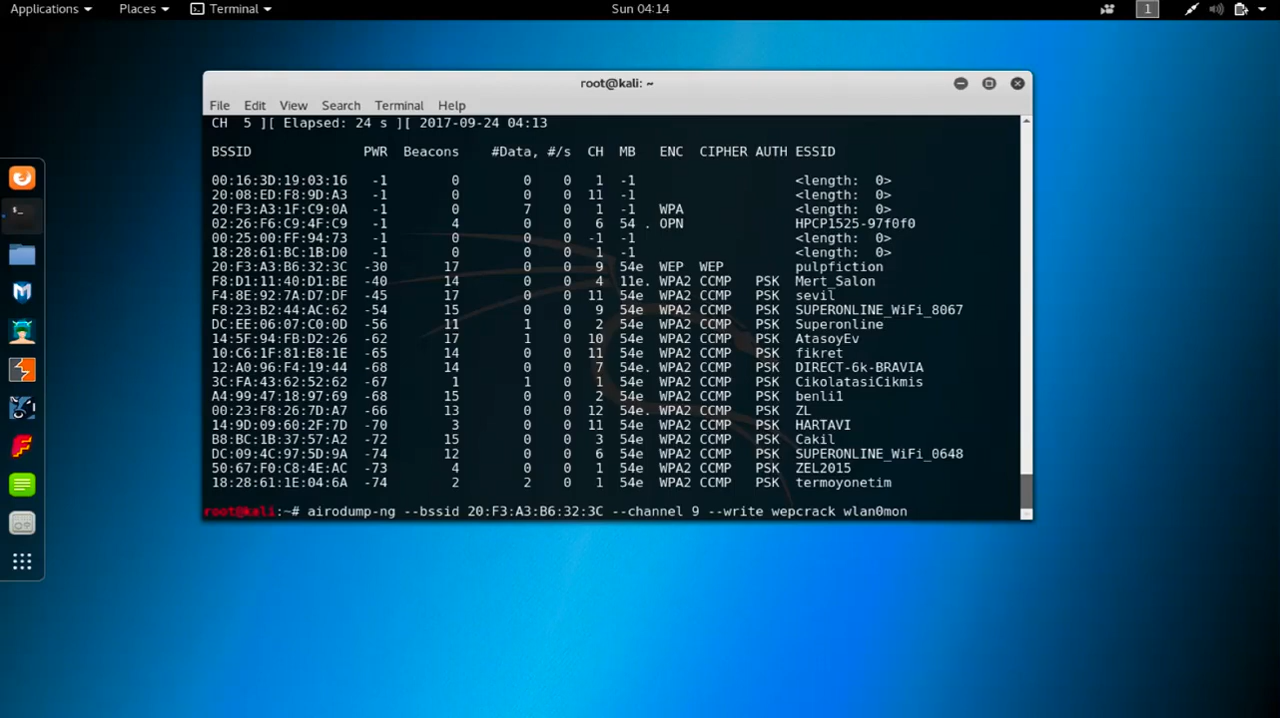 Applications Places Terminal Sun 04:14 1
root@kali: ~
File Edit View Search Terminal Help
CH 5 ][ Elapsed: 24 s ][ 2017-09-24 04:13
BSSID PWR Beacons #Data, #/s CH MB ENC CIPHER AUTH ESSID
00:16:3D:19:03:16 -1 0 0 0 1 -1 <length: 0>
20:08:ED:F8:9D:A3 -1 0 0 0 11 -1 <length: 0>
20:F3:A3:1F:C9:0A -1 0 7 0 1 -1 WPA <length: 0>
02:26:F6:C9:4F:C9 -1 4 0 0 6 54 . OPN HPCP1525-97f0f0
00:25:00:FF:94:73 -1 0 0 0 -1 -1 <length: 0>
18:28:61:BC:1B:D0 -1 0 0 0 1 -1 <length: 0>
20:F3:A3:B6:32:3C -30 17 0 0 9 54e WEP WEP pulpfiction
F8:D1:11:40:D1:BE -40 14 0 0 4 11e. WPA2 CCMP PSK Mert_Salon
F4:8E:92:7A:D7:DF -45 17 0 0 11 54e WPA2 CCMP PSK sevil
F8:23:B2:44:AC:62 -54 15 0 0 9 54e WPA2 CCMP PSK SUPERONLINE_WiFi_8067
DC:EE:06:07:C0:0D -56 11 1 0 2 54e WPA2 CCMP PSK Superonline
14:5F:94:FB:D2:26 -62 17 1 0 10 54e WPA2 CCMP PSK AtasoyEv
10:C6:1F:81:E8:1E -65 14 0 0 11 54e WPA2 CCMP PSK fikret
12:A0:96:F4:19:44 -68 14 0 0 7 54e. WPA2 CCMP PSK DIRECT-6k-BRAVIA
3C:FA:43:62:52:62 -67 1 1 0 1 54e WPA2 CCMP PSK CikolatasiCikmis
A4:99:47:18:97:69 -68 15 0 0 2 54e WPA2 CCMP PSK benli1
00:23:F8:26:7D:A7 -66 13 0 0 12 54e. WPA2 CCMP PSK ZL
14:9D:09:60:2F:7D -70 3 0 0 11 54e WPA2 CCMP PSK HARTAVI
B8:BC:1B:37:57:A2 -72 15 0 0 3 54e WPA2 CCMP PSK Cakil
DC:09:4C:97:5D:9A -74 12 0 0 6 54e WPA2 CCMP PSK SUPERONLINE_WiFi_0648
50:67:F0:C8:4E:AC -73 4 0 0 1 54e WPA2 CCMP PSK ZEL2015
18:28:61:1E:04:6A -74 2 2 0 1 54e WPA2 CCMP PSK termoyonetim
root@kali:~# airodump-ng --bssid 20:F3:A3:B6:32:3C --channel 9 --write wepcrack wlan0mon